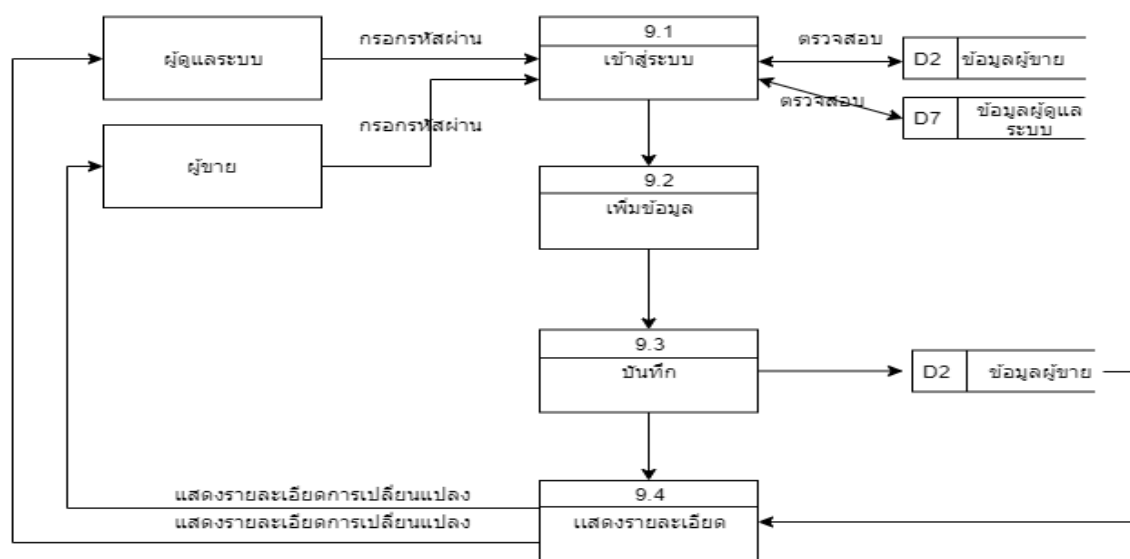 ผู้ดูแลระบบ
กรอกรหัสผ่าน
9.1
เข้าสู่ระบบ
ตรวจสอบ
D2 ข้อมูลผู้ขาย
ตรวจสอบ
D7 ข้อมูลผู้ดูแล
ระบบ
กรอกรหัสผ่าน
ผู้ขาย
9.2
เพิ่มข้อมูล
9.3
บันทึก
D2 ข้อมูลผู้ขาย
แสดงรายละเอียดการเปลี่ยนแปลง
แสดงรายละเอียดการเปลี่ยนแปลง
9.4
แสดงรายละเอียด